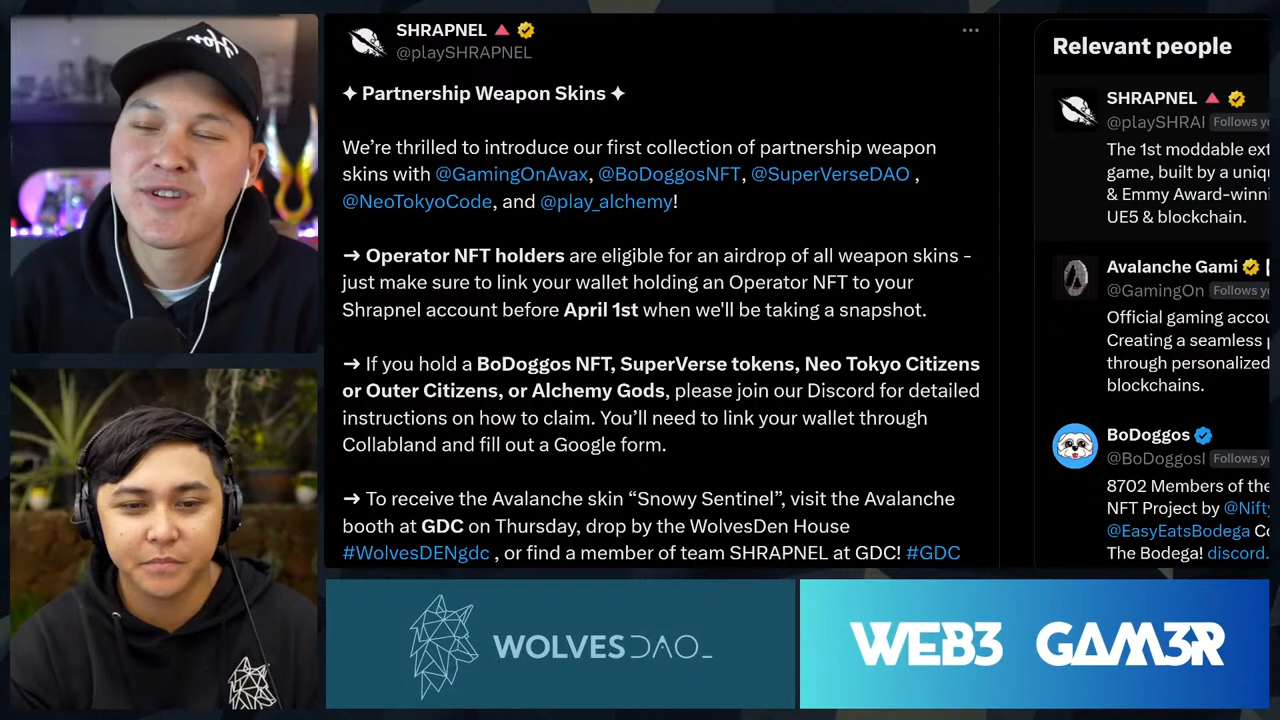 SHRAPNEL
@playSHRAPNEL
✦ Partnership Weapon Skins ✦
We’re thrilled to introduce our first collection of partnership weapon
skins with @GamingOnAvax, @BoDoggosNFT, @SuperVerseDAO ,
@NeoTokyoCode, and @play_alchemy!
➞ Operator NFT holders are eligible for an airdrop of all weapon skins -
just make sure to link your wallet holding an Operator NFT to your
Shrapnel account before April 1st when we'll be taking a snapshot.
➞ If you hold a BoDoggos NFT, SuperVerse tokens, Neo Tokyo Citizens
or Outer Citizens, or Alchemy Gods, please join our Discord for detailed
instructions on how to claim. You’ll need to link your wallet through
Collabland and fill out a Google form.
➞ To receive the Avalanche skin “Snowy Sentinel”, visit the Avalanche
booth at GDC on Thursday, drop by the WolvesDen House
#WolvesDENgdc , or find a member of team SHRAPNEL at GDC! #GDC
Relevant people
SHRAPNEL
@playSHRAI Follows yo
The 1st moddable ext
game, built by a uniqu
& Emmy Award-winni
UE5 & blockchain.
Avalanche Gami
@GamingOn Follows yo
Official gaming accou
Creating a seamless p
through personalized
blockchains.
BoDoggos
@BoDoggosI Follows yo
8702 Members of the
NFT Project by @Nifty
@EasyEatsBodega Co
The Bodega! discord.
WOLVESDAO_
WEB3 GAM3R